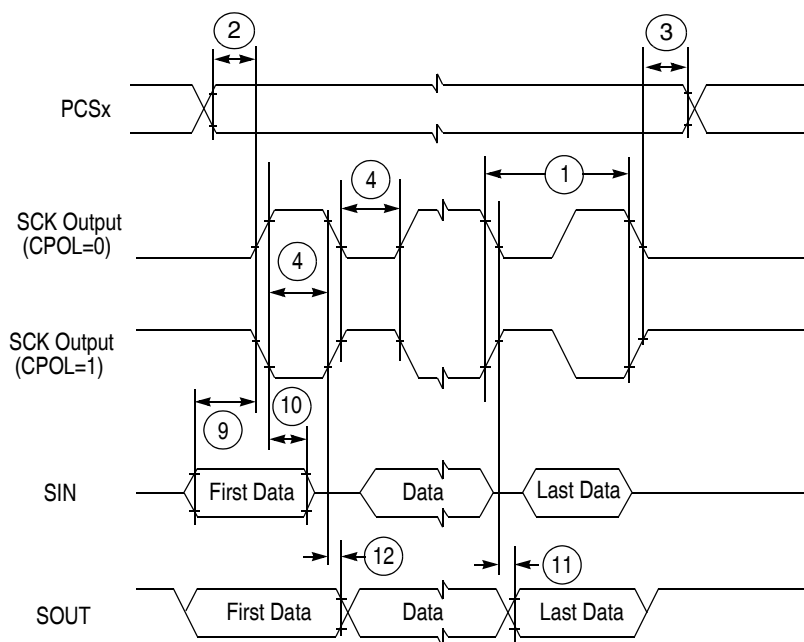 2
3
PCSx
4
1
SCK Output
(CPOL=0)
4
SCK Output
(CPOL=1)
9
10
SIN
First Data
Data
Last Data
12
11
SOUT
First Data
Data
Last Data